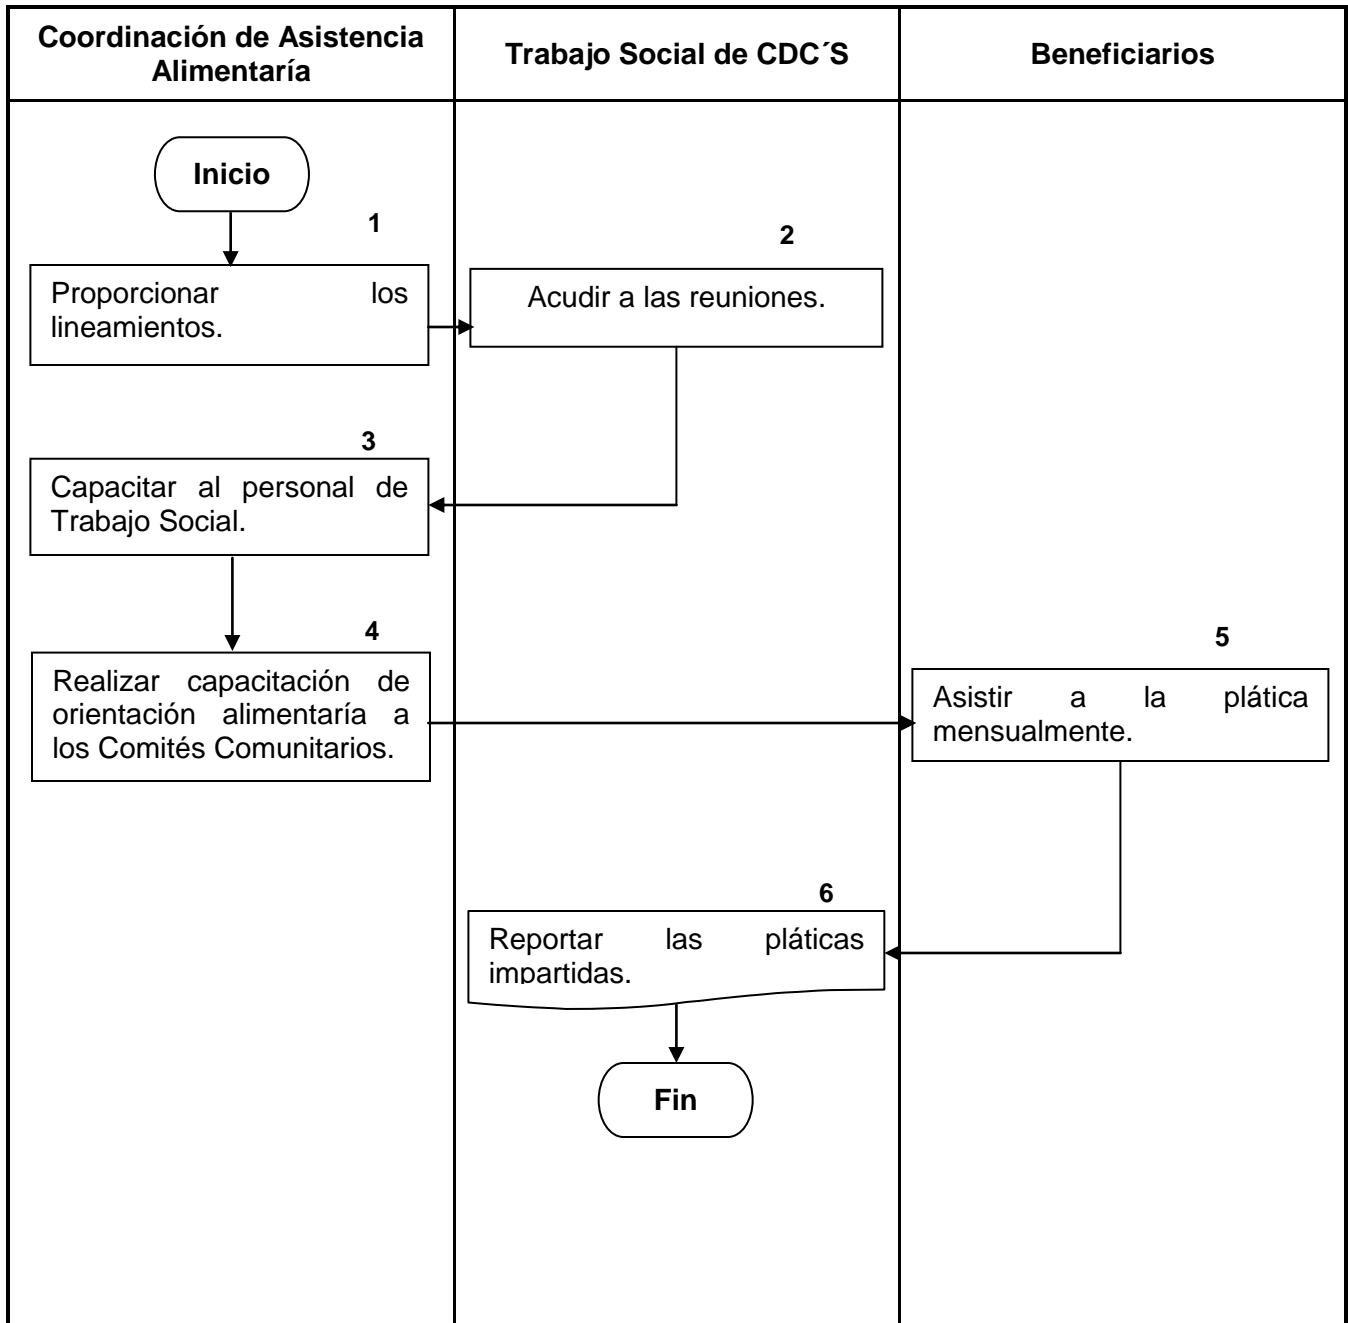 Coordinación de Asistencia
Alimentaría
Trabajo Social de CDC´S
Beneficiarios
Inicio
1
Proporcionar los
lineamientos.
2
Acudir a las reuniones.
3
Capacitar al personal de
Trabajo Social.
4
Realizar capacitación de
orientación alimentaría a
los Comités Comunitarios.
5
Asistir a la plática
mensualmente.
6
Reportar las pláticas
impartidas.
Fin